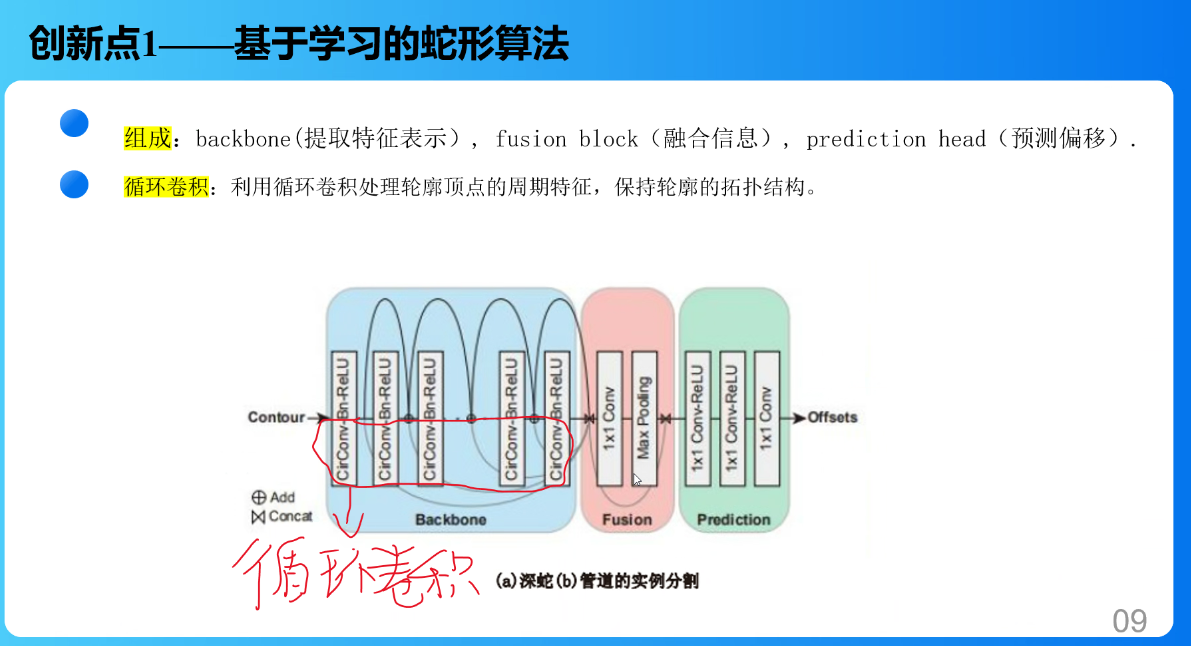 创新点1——基于学习的蛇形算法
组成：backbone(提取特征表示）, fusion block（融合信息）, prediction head（预测偏移）.
循环卷积：利用循环卷积处理轮廓顶点的周期特征，保持轮廓的拓扑结构。
Contour
CirConv-Bn-ReLU
CirConv-Bn-ReLU
CirConv-Bn-ReLU
CirConv-Bn-ReLU
CirConv-Bn-ReLU
1x1 Conv
Max Pooling
1x1 Conv-ReLU
1x1 Conv-ReLU
1x1 Conv
Offsets
Add
Concat
Backbone
Fusion
Prediction
循环卷积
(a)深蛇(b)管道的实例分割
09